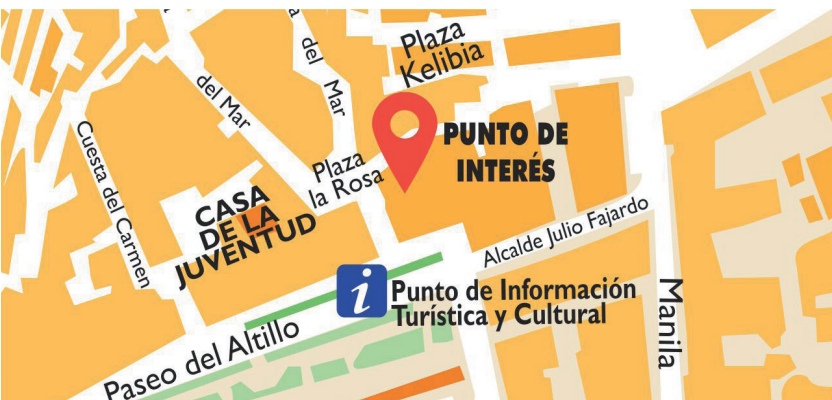 Plaza
Kelibia
del Mar
del Mar
PUNTO DE
INTERÉS
Plaza
la Rosa
Cuesta del Carmen
CASA
DE LA
JUVENTUD
Alcalde Julio Fajardo
i
Punto de Información
Turística y Cultural
Manila
Paseo del Altillo